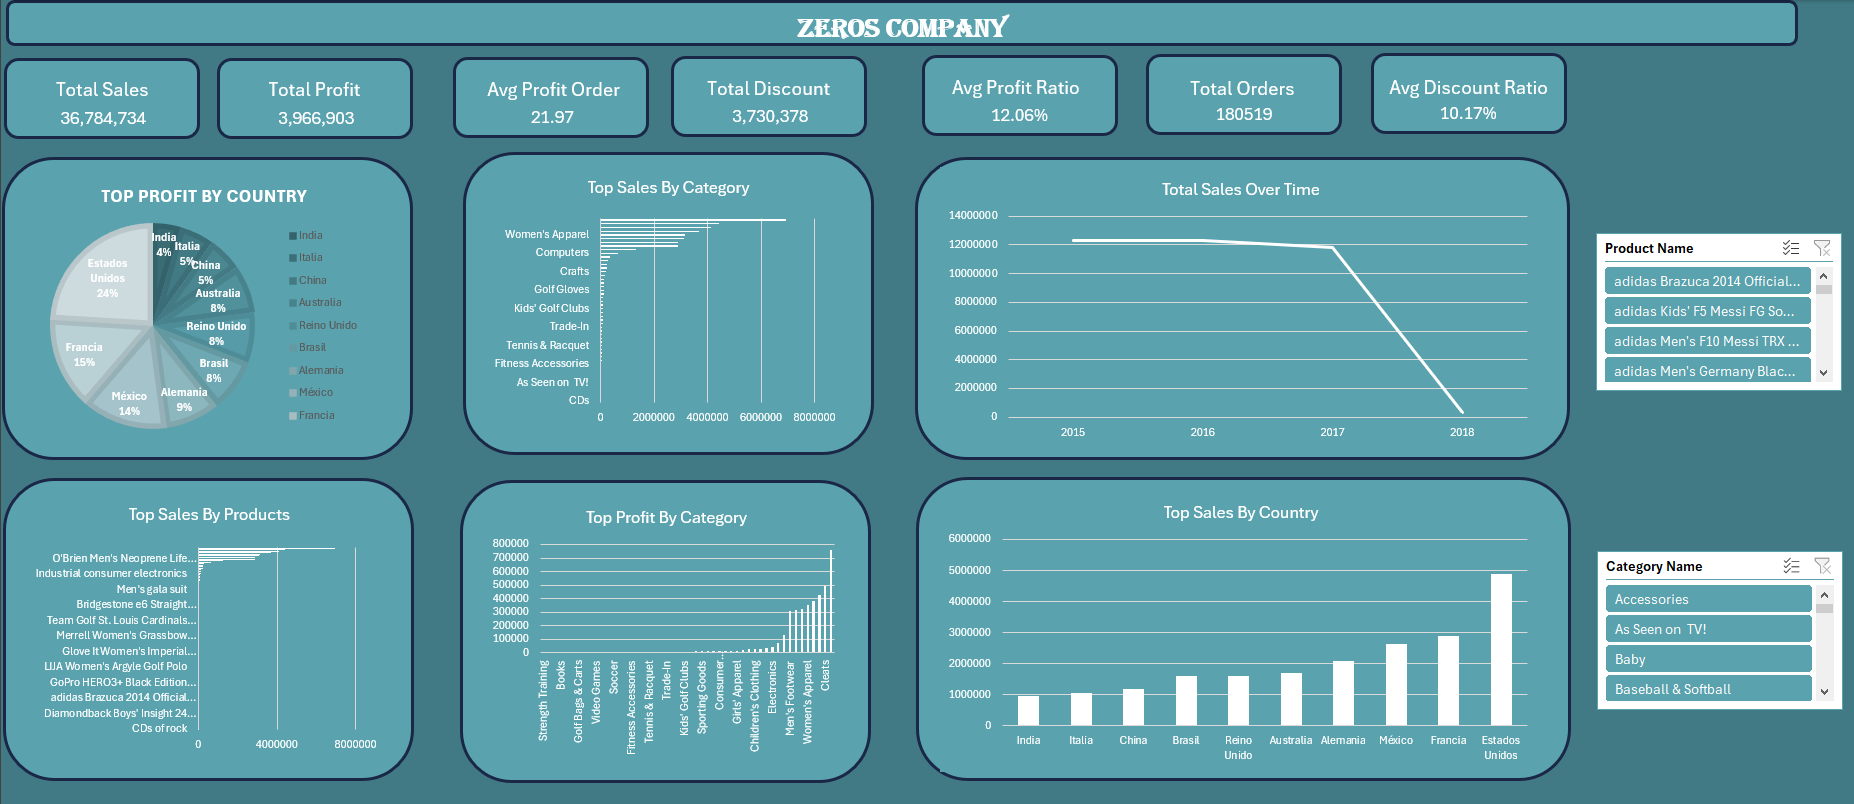 ZEROS COMPANY
Total Sales
36,784,734
Total Profit
3,966,903
Avg Profit Order
21.97
Total Discount
3,730,378
Avg Profit Ratio
12.06%
Total Orders
180519
Avg Discount Ratio
10.17%
TOP PROFIT BY COUNTRY
India
4%
Italia
5%
China
5%
Australia
8%
Reino Unido
8%
Brasil
8%
Alemania
9%
México
14%
Francia
15%
Estados
Unidos
24%
India
Italia
China
Australia
Reino Unido
Brasil
Alemania
México
Francia
Top Sales By Category
Women's Apparel
Computers
Crafts
Golf Gloves
Kids' Golf Clubs
Trade-In
Tennis & Racquet
Fitness Accessories
As Seen on  TV!
CDs
0 2000000 4000000 6000000 8000000
Total Sales Over Time
14000000
12000000
10000000
8000000
6000000
4000000
2000000
0
2015 2016 2017 2018
Product Name
adidas Brazuca 2014 Official...
adidas Kids' F5 Messi FG So...
adidas Men's F10 Messi TRX ...
adidas Men's Germany Blac...
Top Sales By Products
O'Brien Men's Neoprene Life...
Industrial consumer electronics
Men's gala suit
Bridgestone e6 Straight...
Team Golf St. Louis Cardinals...
Merrell Women's Grassbow...
Glove It Women's Imperial...
LIJA Women's Argyle Golf Polo
GoPro HERO3+ Black Edition...
adidas Brazuca 2014 Official...
Diamondback Boys' Insight 24...
CDs of rock
0 4000000 8000000
Top Profit By Category
800000
700000
600000
500000
400000
300000
200000
100000
0
Strength Training
Books
Golf Bags & Carts
Video Games
Soccer
Fitness Accessories
Tennis & Racquet
Trade-In
Kids' Golf Clubs
Sporting Goods
Consumer...
Girls' Apparel
Children's Clothing
Electronics
Men's Footwear
Women's Apparel
Cleats
Top Sales By Country
6000000
5000000
4000000
3000000
2000000
1000000
0
India Italia China Brasil Reino Unido Australia Alemania México Francia Estados Unidos
Category Name
Accessories
As Seen on  TV!
Baby
Baseball & Softball